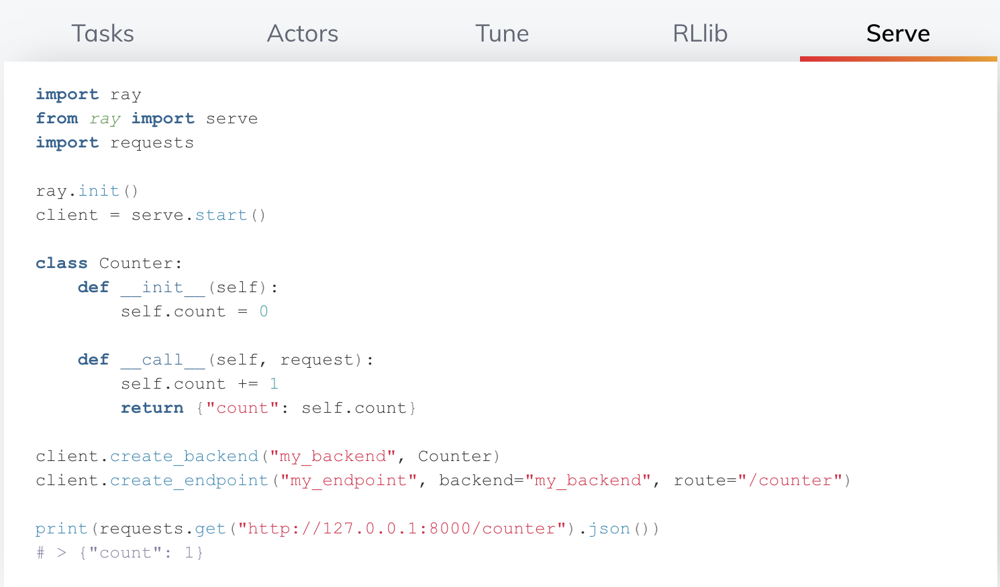 Tasks Actors Tune RLlib Serve
import ray
from ray import serve
import requests

ray.init()
client = serve.start()

class Counter:
    def __init__(self):
        self.count = 0

    def __call__(self, request):
        self.count += 1
        return {"count": self.count}

client.create_backend("my_backend", Counter)
client.create_endpoint("my_endpoint", backend="my_backend", route="/counter")

print(requests.get("http://127.0.0.1:8000/counter").json())
# > {"count": 1}